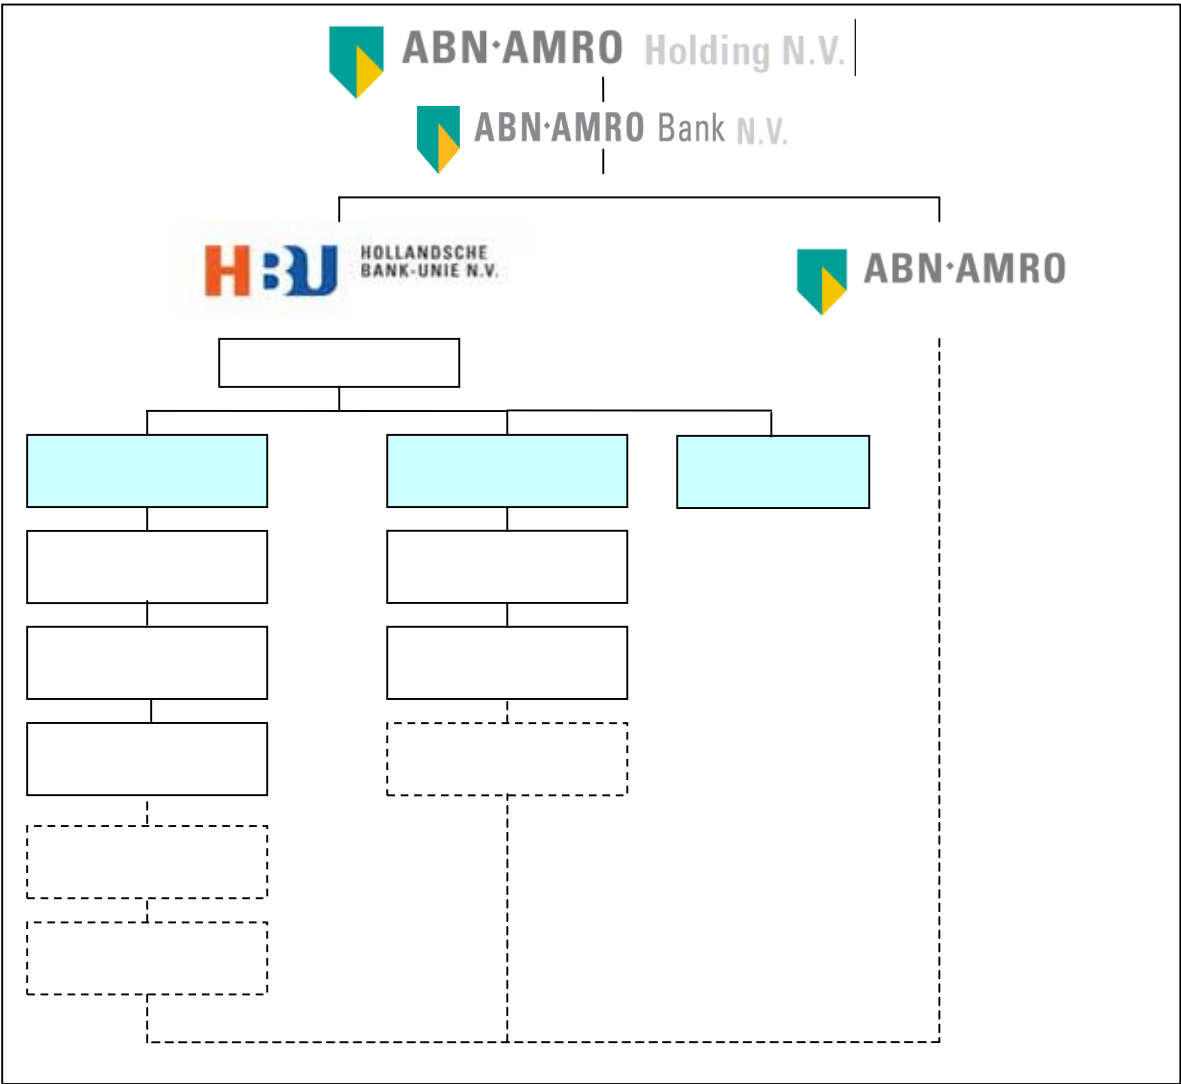 ABN·AMRO Holding N.V.
ABN·AMRO Bank N.V.
HBU HOLLANDSCHE
BANK-UNIE N.V.
ABN·AMRO